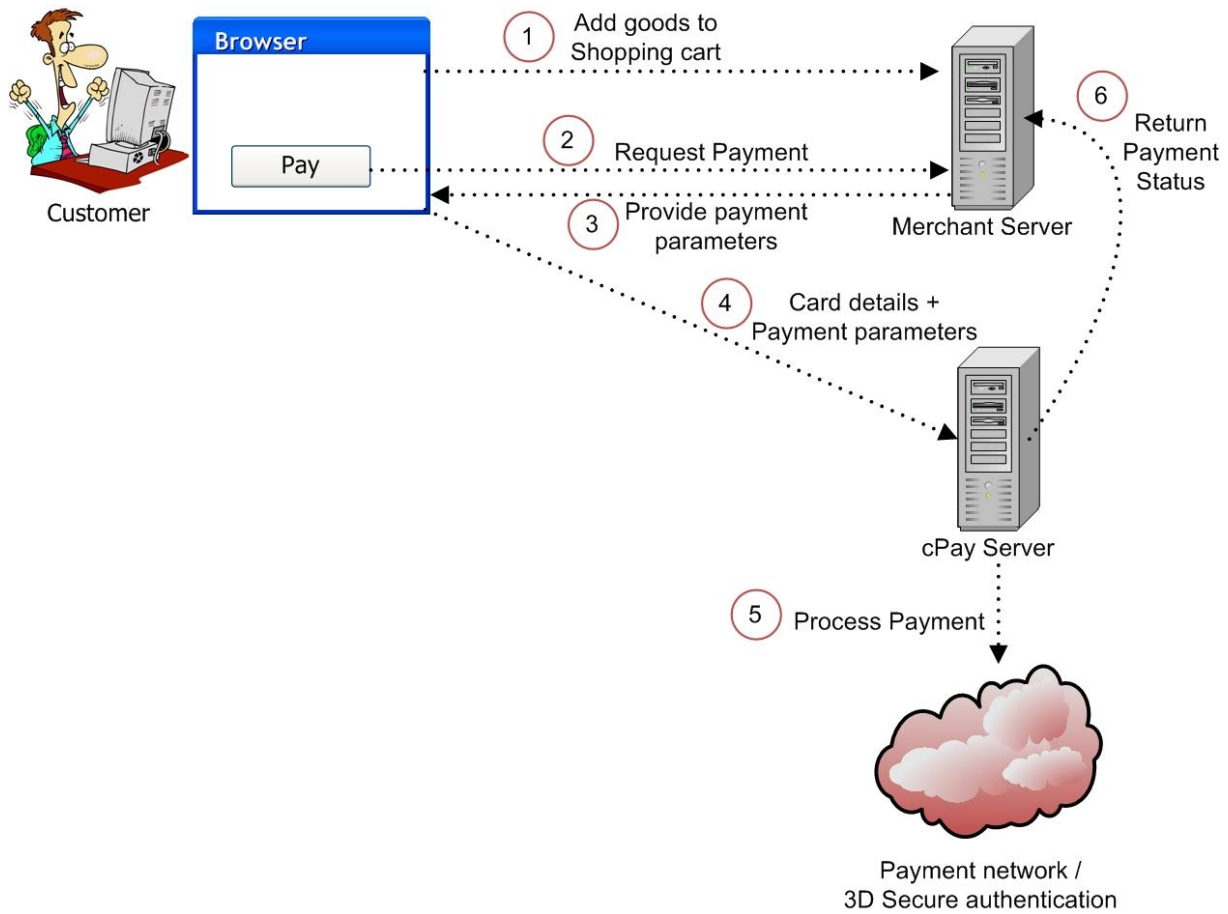 Browser
Pay
Customer
1
Add goods to
Shopping cart
2
Request Payment
3
Provide payment
parameters
Merchant Server
6
Return
Payment
Status
4
Card details +
Payment parameters
cPay Server
5
Process Payment
Payment network /
3D Secure authentication